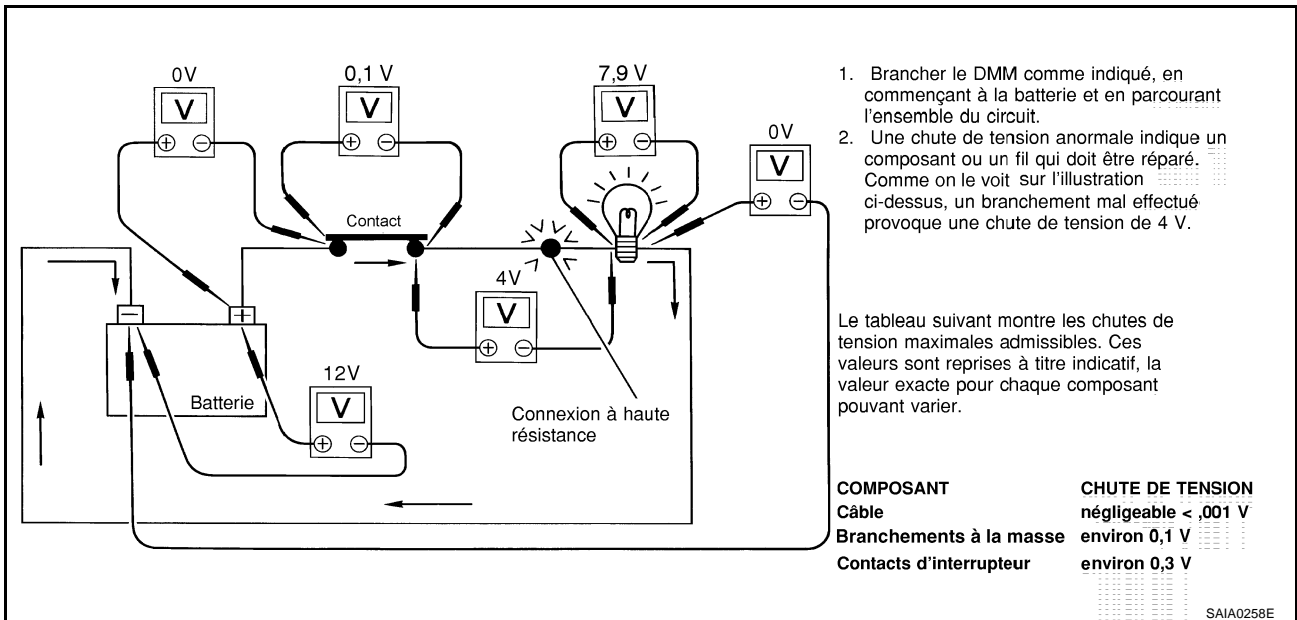 0V
0,1 V
7,9 V
0V
V
V
V
V
Contact
4V
V
12V
V
Batterie
Connexion à haute
résistance
1. Brancher le DMM comme indiqué, en
commençant à la batterie et en parcourant
l'ensemble du circuit.
2. Une chute de tension anormale indique un
composant ou un fil qui doit être réparé.
Comme on le voit sur l'illustration
ci-dessus, un branchement mal effectué
provoque une chute de tension de 4 V.
Le tableau suivant montre les chutes de
tension maximales admissibles. Ces
valeurs sont reprises à titre indicatif, la
valeur exacte pour chaque composant
pouvant varier.
COMPOSANT CHUTE DE TENSION
Câble négligeable < ,001 V
Branchements à la masse environ 0,1 V
Contacts d'interrupteur environ 0,3 V
SAIA0258E